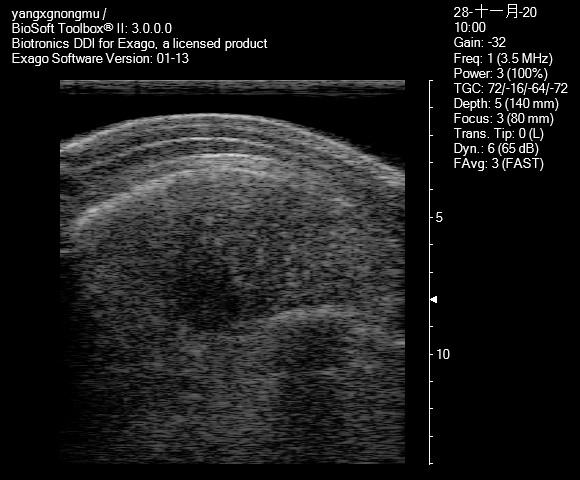 yangxgnongmu /
BioSoft Toolbox® II: 3.0.0.0
Biotronics DDI for Exago, a licensed product
Exago Software Version: 01-13
28-十一月-20
10:00
Gain: -32
Freq: 1 (3.5 MHz)
Power: 3 (100%)
TGC: 72/-16/-64/-72
Depth: 5 (140 mm)
Focus: 3 (80 mm)
Trans. Tip: 0 (L)
Dyn.: 6 (65 dB)
FAvg: 3 (FAST)
5
10